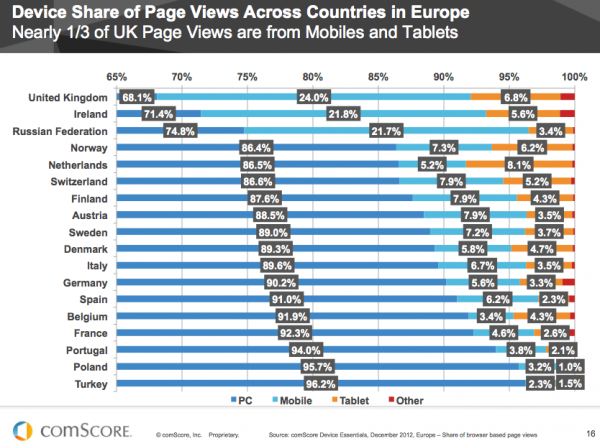 Device Share of Page Views Across Countries in Europe
Nearly 1/3 of UK Page Views are from Mobiles and Tablets
65% 70% 75% 80% 85% 90% 95% 100%
United Kingdom 68.1% 24.0% 6.8%
Ireland 71.4% 21.8% 5.6%
Russian Federation 74.8% 21.7% 3.4%
Norway 86.4% 7.3% 6.2%
Netherlands 86.5% 5.2% 8.1%
Switzerland 86.6% 7.9% 5.2%
Finland 87.6% 7.9% 4.3%
Austria 88.5% 7.9% 3.5%
Sweden 89.0% 7.2% 3.7%
Denmark 89.3% 5.8% 4.7%
Italy 89.6% 6.7% 3.5%
Germany 90.2% 5.6% 3.3%
Spain 91.0% 6.2% 2.3%
Belgium 91.9% 3.4% 4.3%
France 92.3% 4.6% 2.6%
Portugal 94.0% 3.8% 2.1%
Poland 95.7% 3.2% 1.0%
Turkey 96.2% 2.3% 1.5%
PC Mobile Tablet Other
comScore. © comScore, Inc. Proprietary. Source: comScore Device Essentials, December 2012, Europe – Share of browser based page views 16